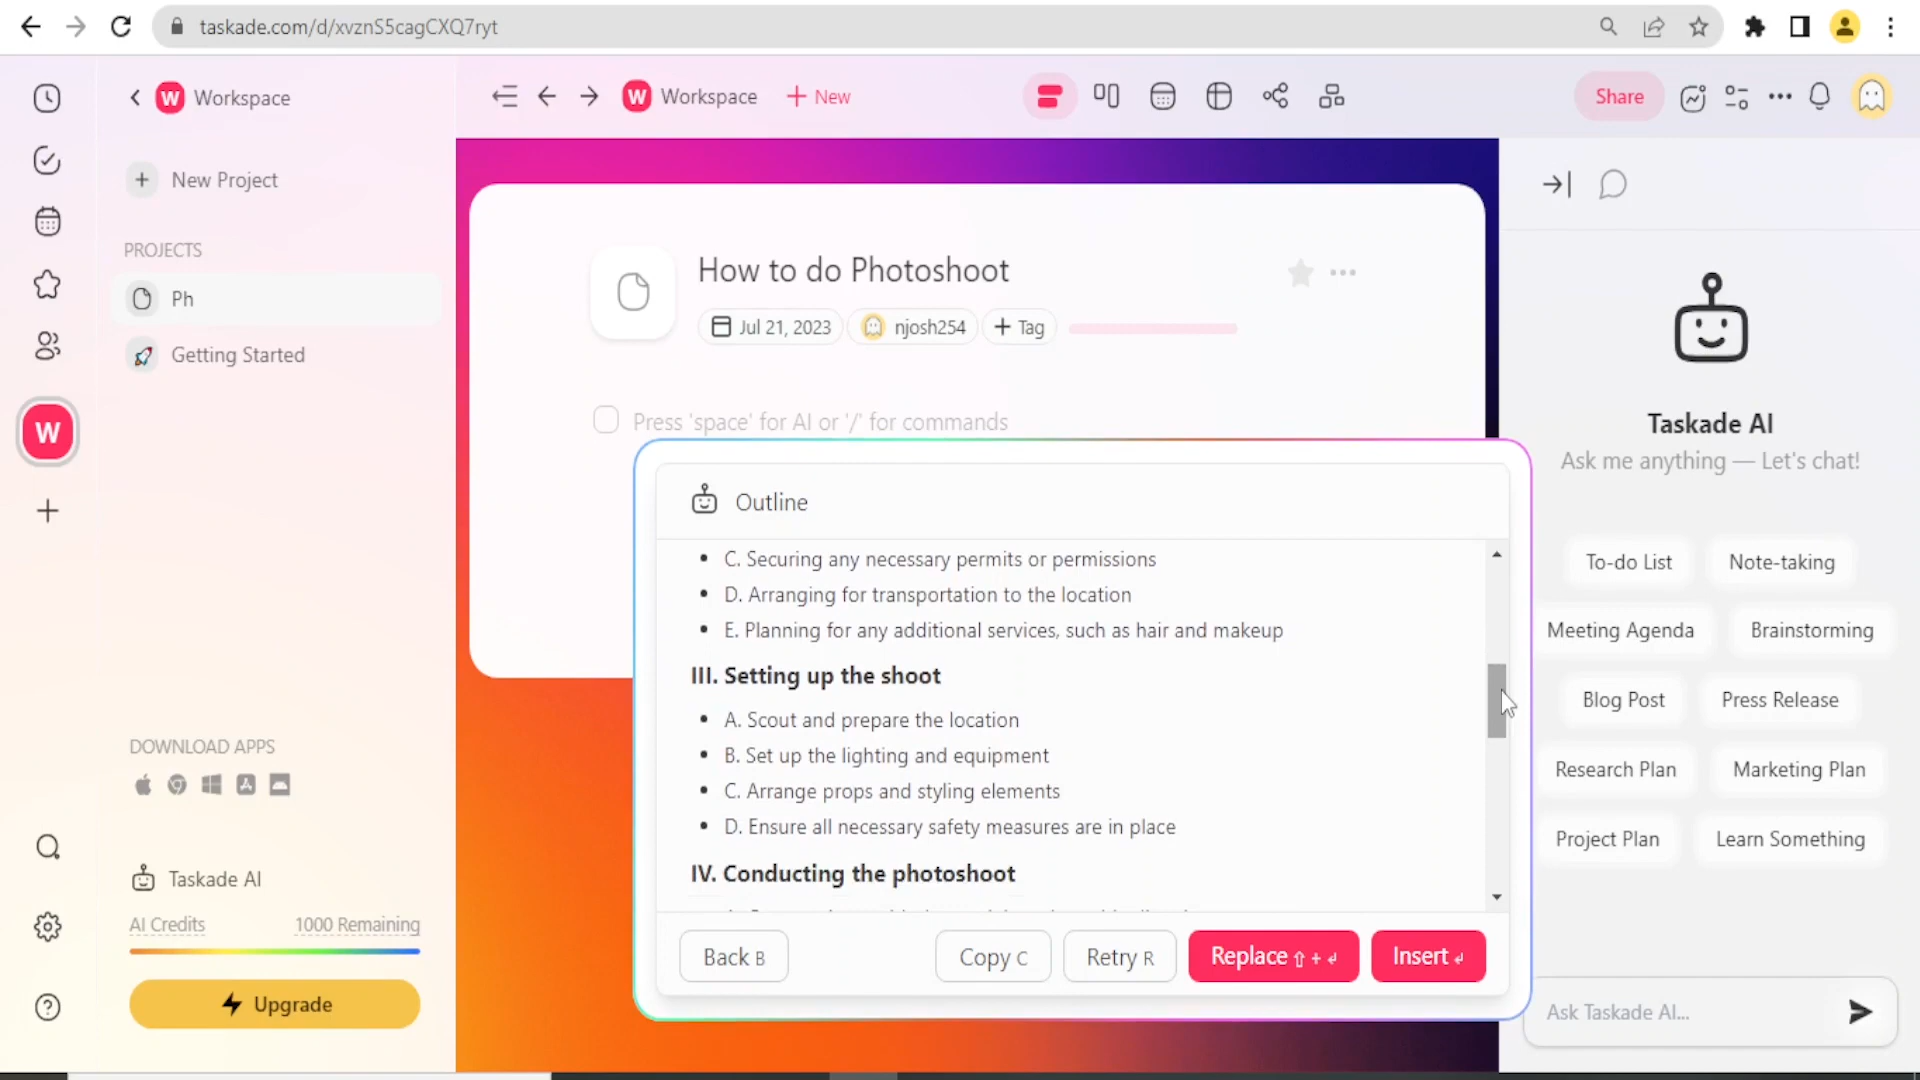 taskade.com/d/xvznS5cagCXQ7ryt
W Workspace
New Project
PROJECTS
Ph
Getting Started
W
DOWNLOAD APPS
Taskade AI
AI Credits 1000 Remaining
Upgrade
W Workspace + New
Share
How to do Photoshoot
Jul 21, 2023 njosh254 + Tag
Press 'space' for AI or '/' for commands
Outline
• C. Securing any necessary permits or permissions
• D. Arranging for transportation to the location
• E. Planning for any additional services, such as hair and makeup
III. Setting up the shoot
• A. Scout and prepare the location
• B. Set up the lighting and equipment
• C. Arrange props and styling elements
• D. Ensure all necessary safety measures are in place
IV. Conducting the photoshoot
Back B Copy C Retry R Replace ⇧ + ↲ Insert ↲
Taskade AI
Ask me anything — Let's chat!
To-do List Note-taking
Meeting Agenda Brainstorming
Blog Post Press Release
Research Plan Marketing Plan
Project Plan Learn Something
Ask Taskade AI...